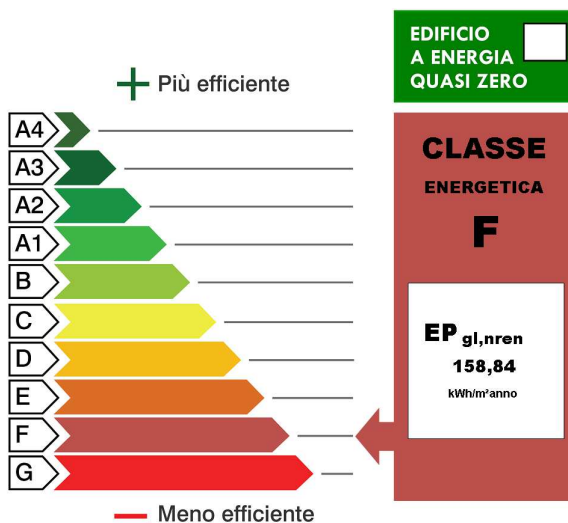 EDIFICIO
A ENERGIA
QUASI ZERO
+ Più efficiente
A4
A3
A2
A1
B
C
D
E
F
G
— Meno efficiente
CLASSE
ENERGETICA
F
EP gl,nren
158,84
kWh/m²anno